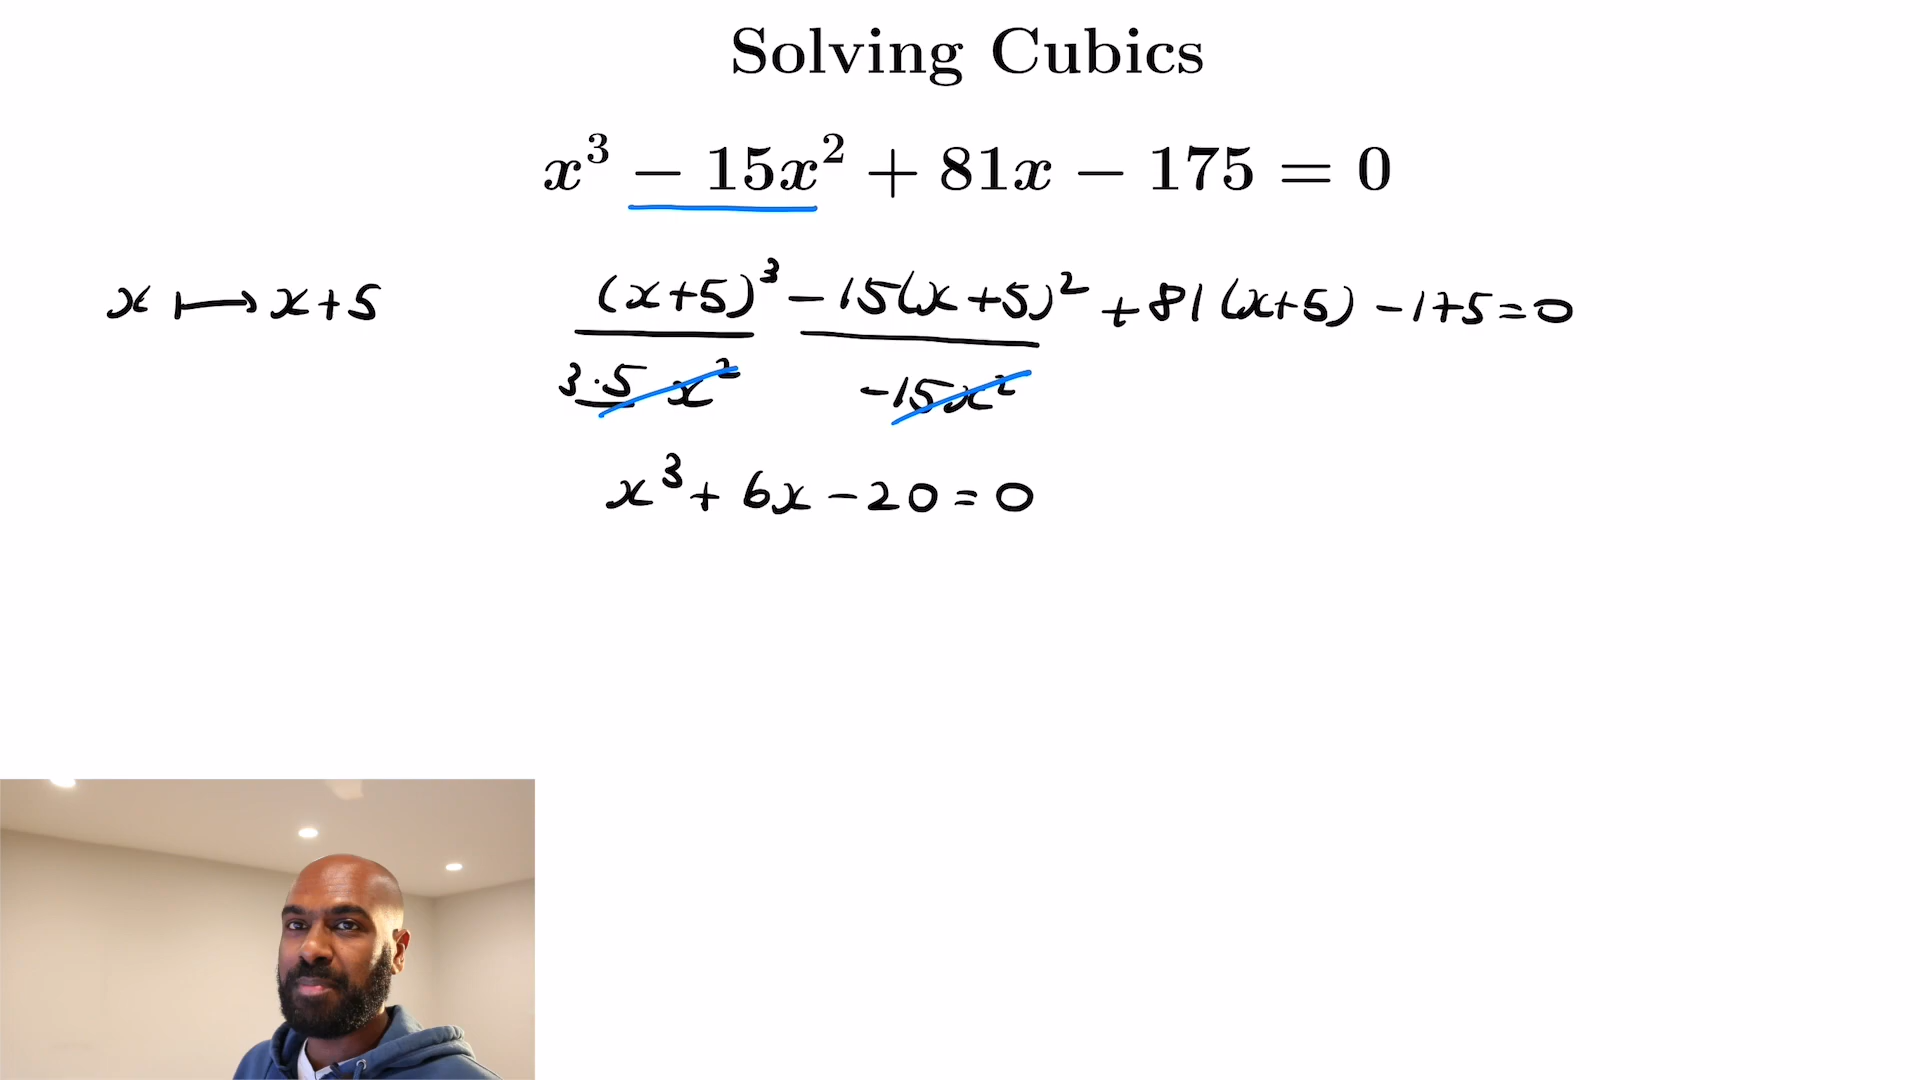 Solving Cubics
x³ − 15x² + 81x − 175 = 0
x ↦ x+5 (x+5)³ −15(x+5)² +81(x+5) −175=0
3·5 x² −15x²
x³ + 6x −20 = 0